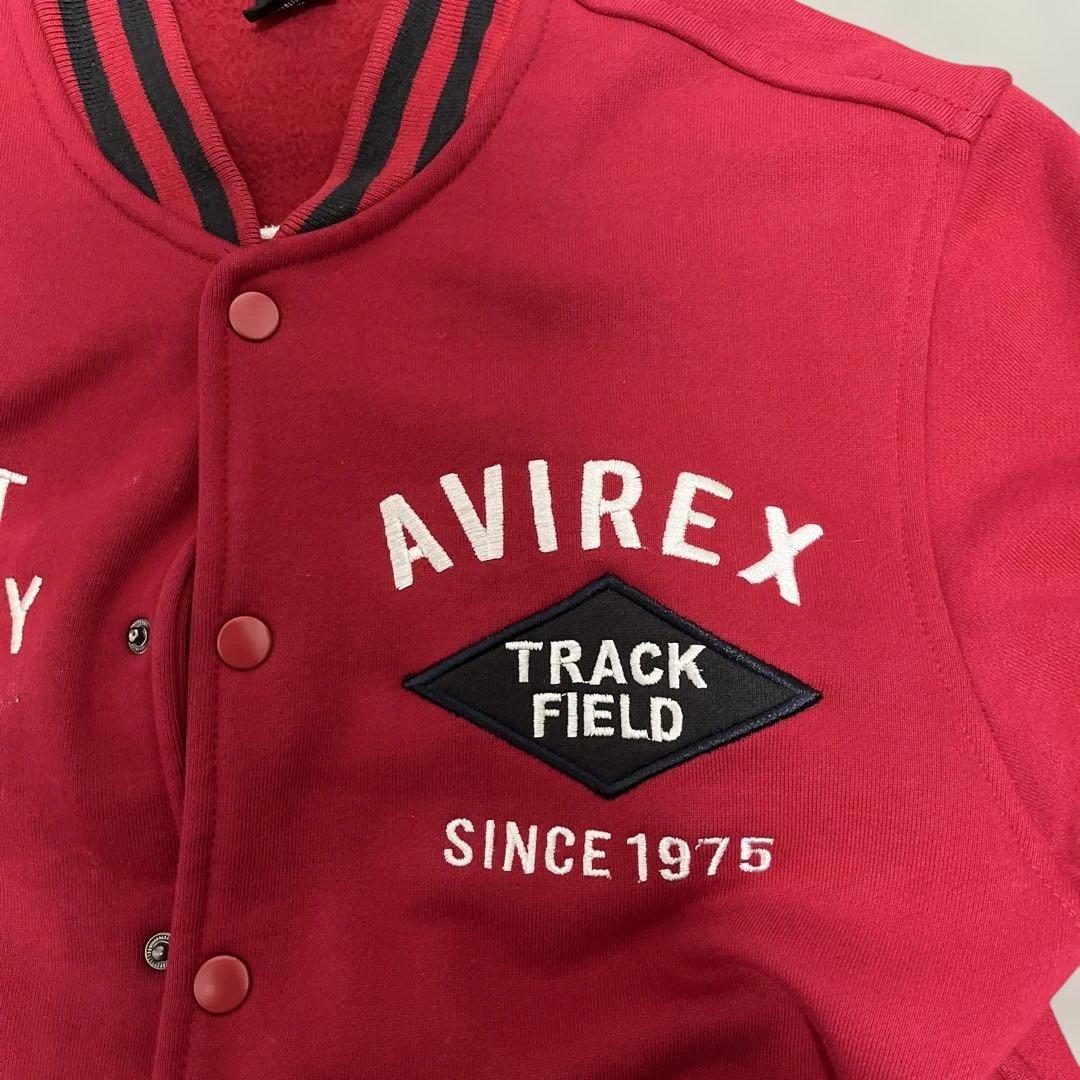 AVIREX
TRACK
FIELD
SINCE 1975